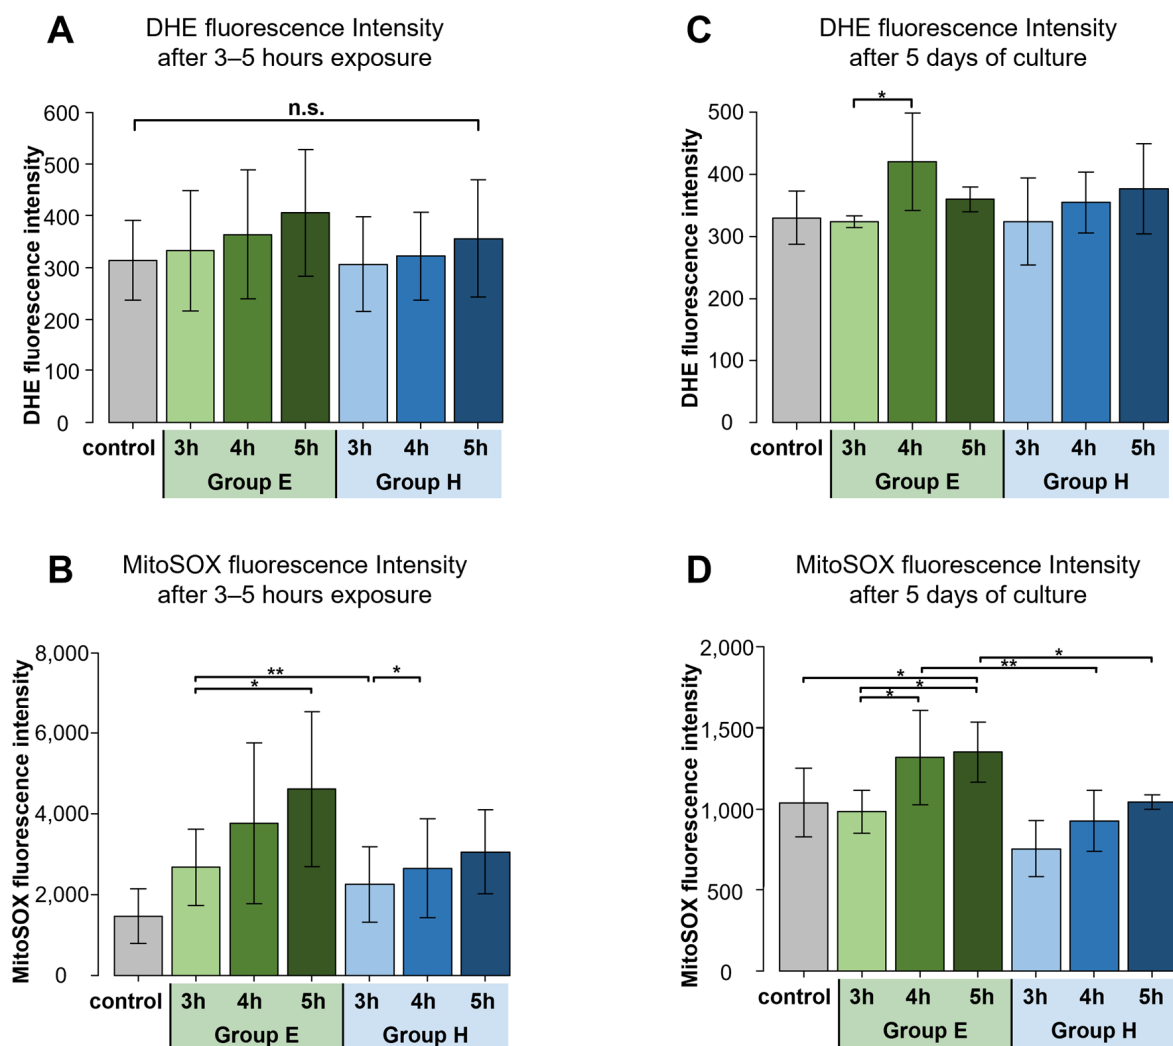 A
DHE fluorescence Intensity
after 3–5 hours exposure
DHE fluorescence intensity
600
500
400
300
200
100
0
n.s.
control
3h
4h
5h
3h
4h
5h
Group E
Group H
C
DHE fluorescence Intensity
after 5 days of culture
DHE fluorescence intensity
500
400
300
200
100
0
*
control
3h
4h
5h
3h
4h
5h
Group E
Group H
B
MitoSOX fluorescence Intensity
after 3–5 hours exposure
MitoSOX fluorescence intensity
8,000
6,000
4,000
2,000
0
**
*
*
control
3h
4h
5h
3h
4h
5h
Group E
Group H
D
MitoSOX fluorescence Intensity
after 5 days of culture
MitoSOX fluorescence intensity
2,000
1,500
1,000
500
0
*
**
*
*
*
control
3h
4h
5h
3h
4h
5h
Group E
Group H